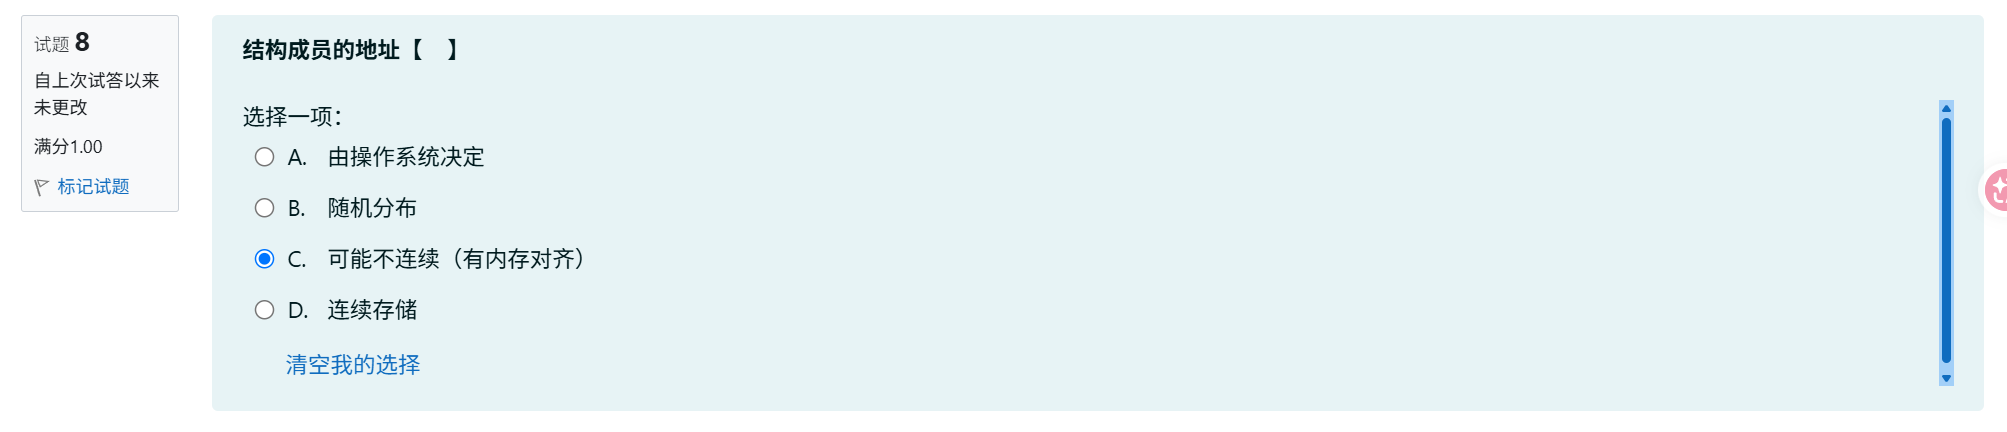 试题 8
自上次试答以来
未更改
满分1.00
标记试题
结构成员的地址【　】
选择一项：
A. 由操作系统决定
B. 随机分布
C. 可能不连续（有内存对齐）
D. 连续存储
清空我的选择